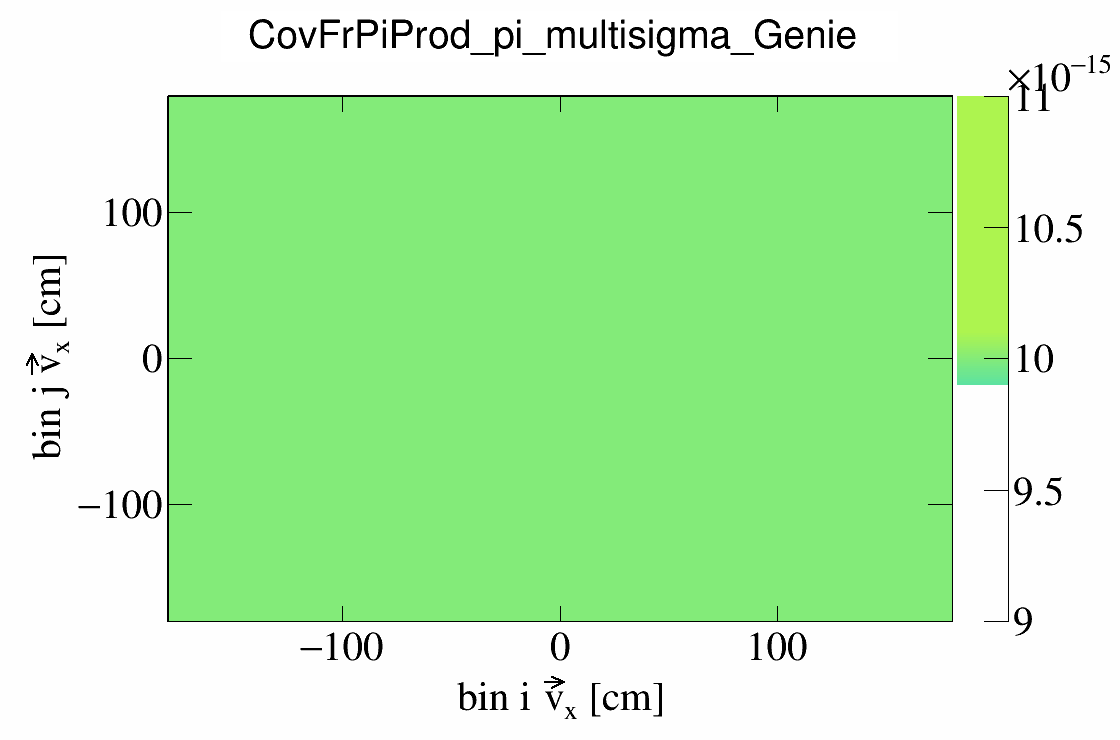 CovFrPiProd_pi_multisigma_Genie
×10⁻¹⁵
11
10.5
10
9.5
9
100
0
−100
bin j v⃗ₓ [cm]
−100 0 100
bin i v⃗ₓ [cm]